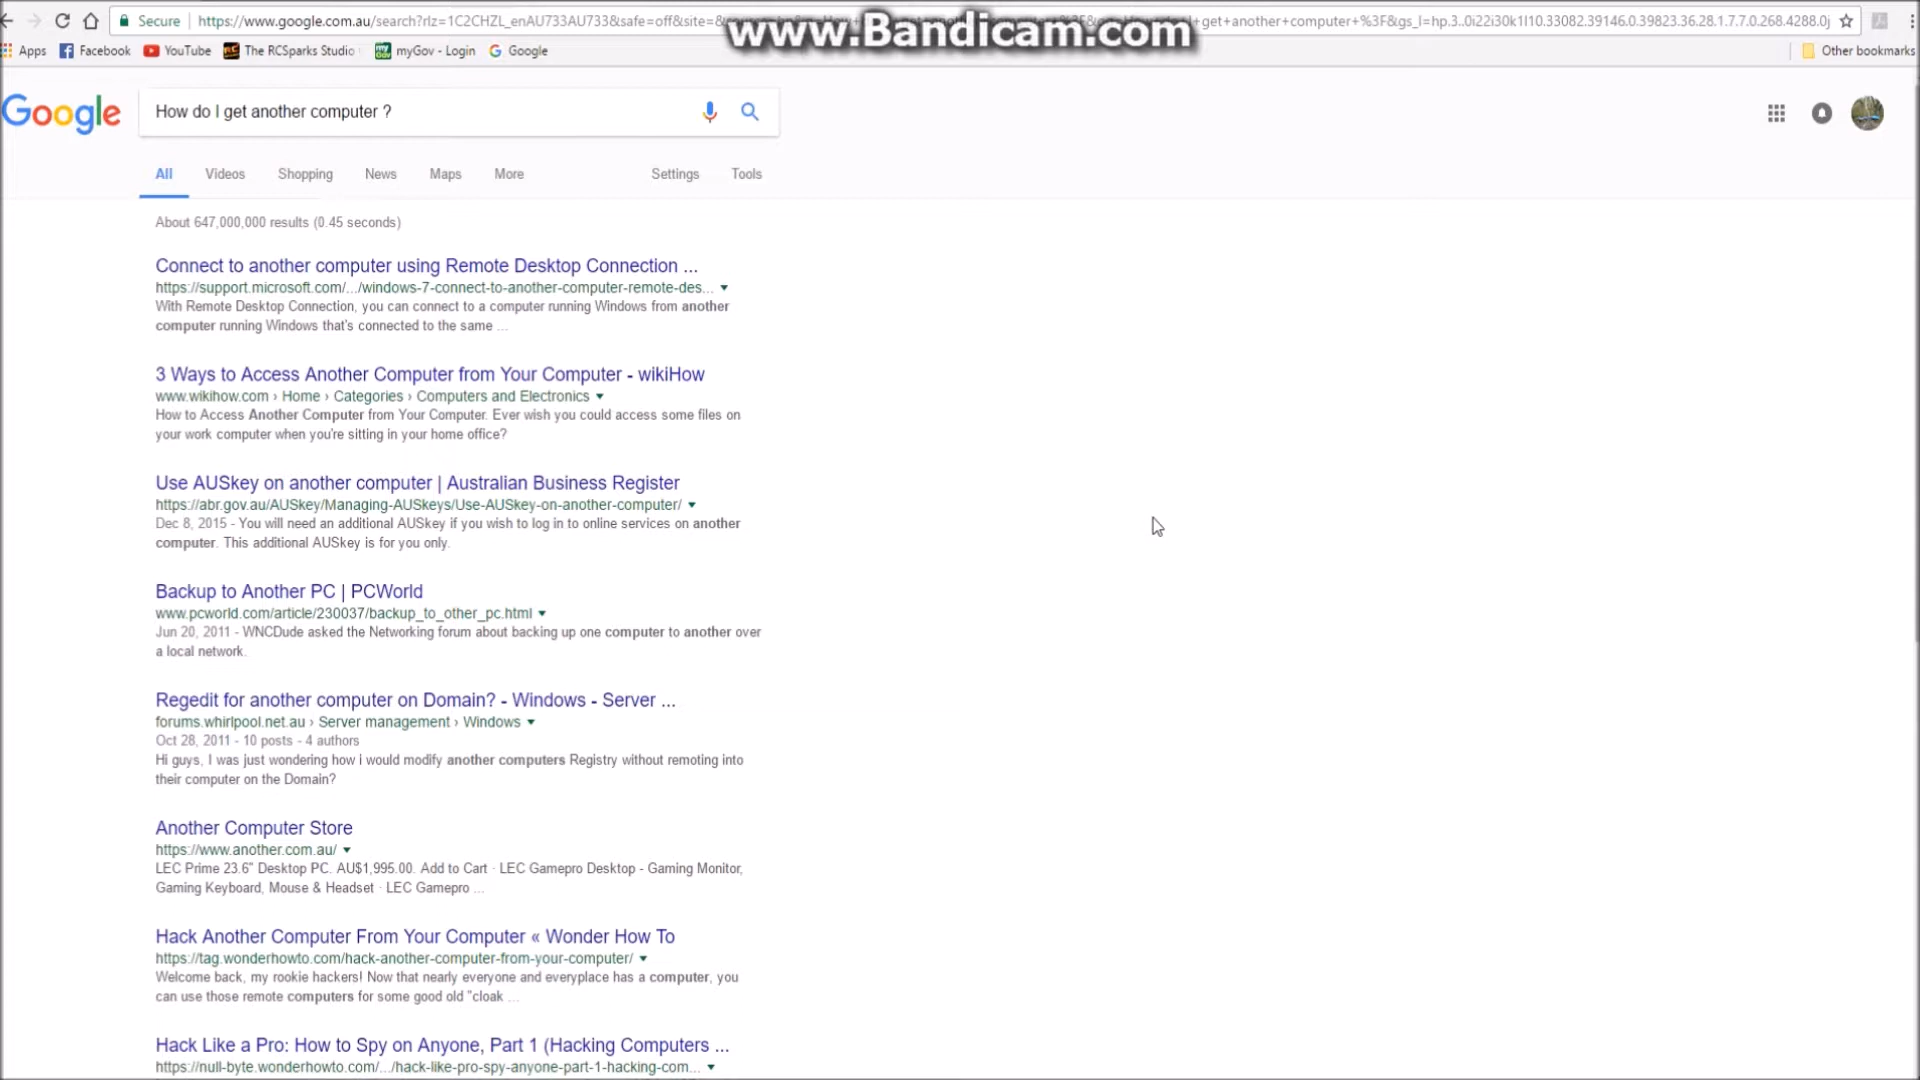 Secure
https://www.google.com.au/search?rlz=1C2CHZL_enAU733AU733&safe=off&site=& get+another+computer+%3F&gs_l=hp.3..0i22i30k1l10.33082.39146.0.39823.36.28.1.7.7.0.268.4288.0j
www.Bandicam.com
Apps Facebook YouTube The RCSparks Studio myGov - Login Google Other bookmarks
Google How do I get another computer ?
All Videos Shopping News Maps More Settings Tools
About 647,000,000 results (0.45 seconds)
Connect to another computer using Remote Desktop Connection ...
https://support.microsoft.com/.../windows-7-connect-to-another-computer-remote-des...
With Remote Desktop Connection, you can connect to a computer running Windows from another
computer running Windows that's connected to the same ...
3 Ways to Access Another Computer from Your Computer - wikiHow
www.wikihow.com › Home › Categories › Computers and Electronics
How to Access Another Computer from Your Computer. Ever wish you could access some files on
your work computer when you're sitting in your home office?
Use AUSkey on another computer | Australian Business Register
https://abr.gov.au/AUSkey/Managing-AUSkeys/Use-AUSkey-on-another-computer/
Dec 8, 2015 - You will need an additional AUSkey if you wish to log in to online services on another
computer. This additional AUSkey is for you only.
Backup to Another PC | PCWorld
www.pcworld.com/article/230037/backup_to_other_pc.html
Jun 20, 2011 - WNCDude asked the Networking forum about backing up one computer to another over
a local network.
Regedit for another computer on Domain? - Windows - Server ...
forums.whirlpool.net.au › Server management › Windows
Oct 28, 2011 - 10 posts - 4 authors
Hi guys, I was just wondering how i would modify another computers Registry without remoting into
their computer on the Domain?
Another Computer Store
https://www.another.com.au/
LEC Prime 23.6" Desktop PC. AU$1,995.00. Add to Cart · LEC Gamepro Desktop - Gaming Monitor,
Gaming Keyboard, Mouse & Headset · LEC Gamepro ...
Hack Another Computer From Your Computer « Wonder How To
https://tag.wonderhowto.com/hack-another-computer-from-your-computer/
Welcome back, my rookie hackers! Now that nearly everyone and everyplace has a computer, you
can use those remote computers for some good old "cloak ...
Hack Like a Pro: How to Spy on Anyone, Part 1 (Hacking Computers ...
https://null-byte.wonderhowto.com/.../hack-like-pro-spy-anyone-part-1-hacking-com...